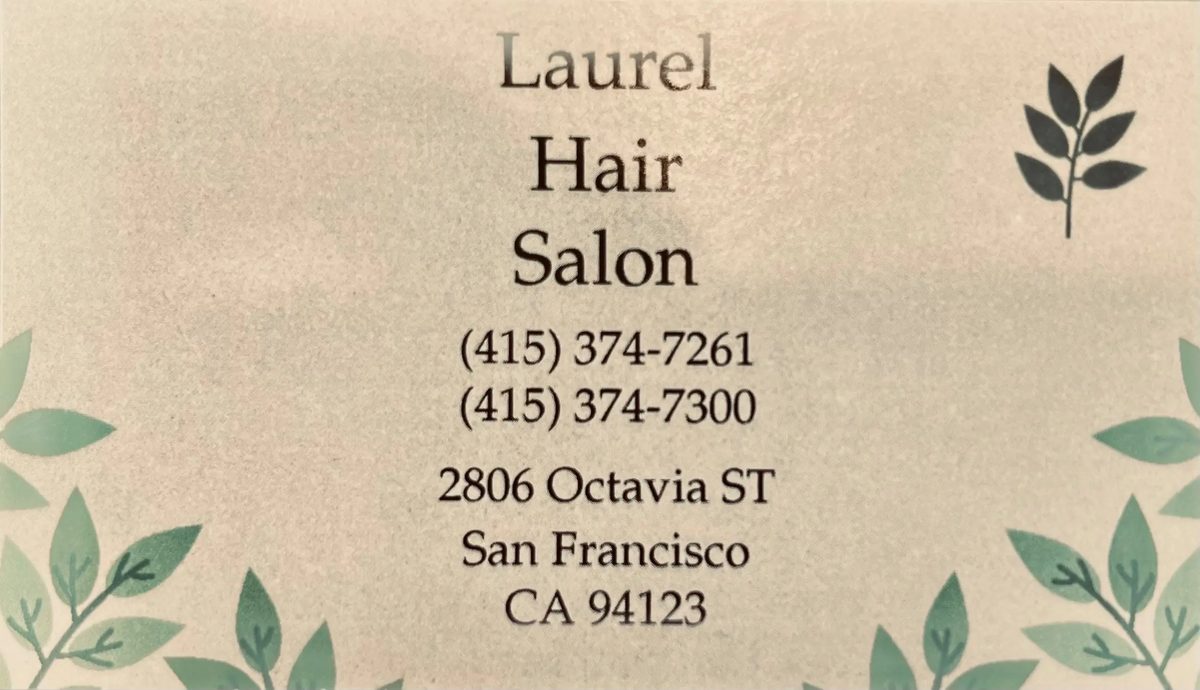 Laurel
Hair
Salon
(415) 374-7261
(415) 374-7300
2806 Octavia ST
San Francisco
CA 94123